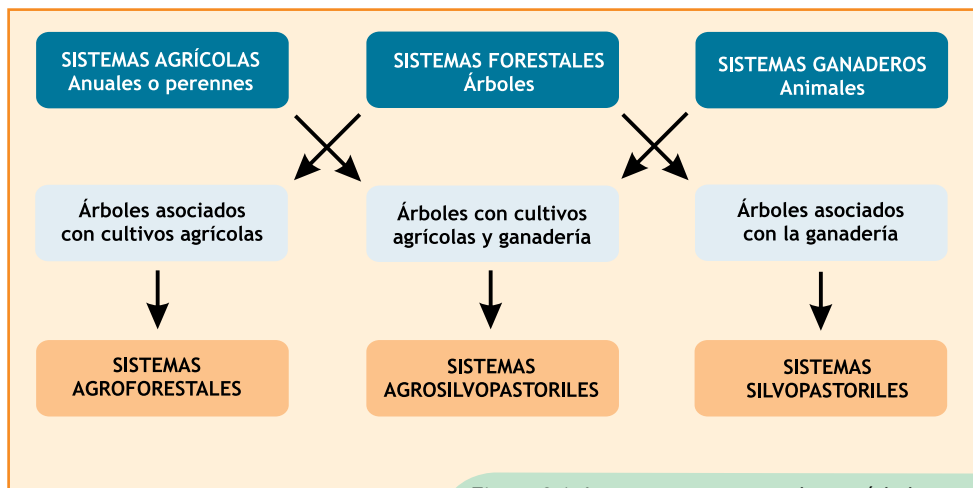 SISTEMAS AGRÍCOLAS
Anuales o perennes
SISTEMAS FORESTALES
Árboles
SISTEMAS GANADEROS
Animales
Árboles asociados
con cultivos agrícolas
Árboles con cultivos
agrícolas y ganadería
Árboles asociados
con la ganadería
SISTEMAS
AGROFORESTALES
SISTEMAS
AGROSILVOPASTORILES
SISTEMAS
SILVOPASTORILES